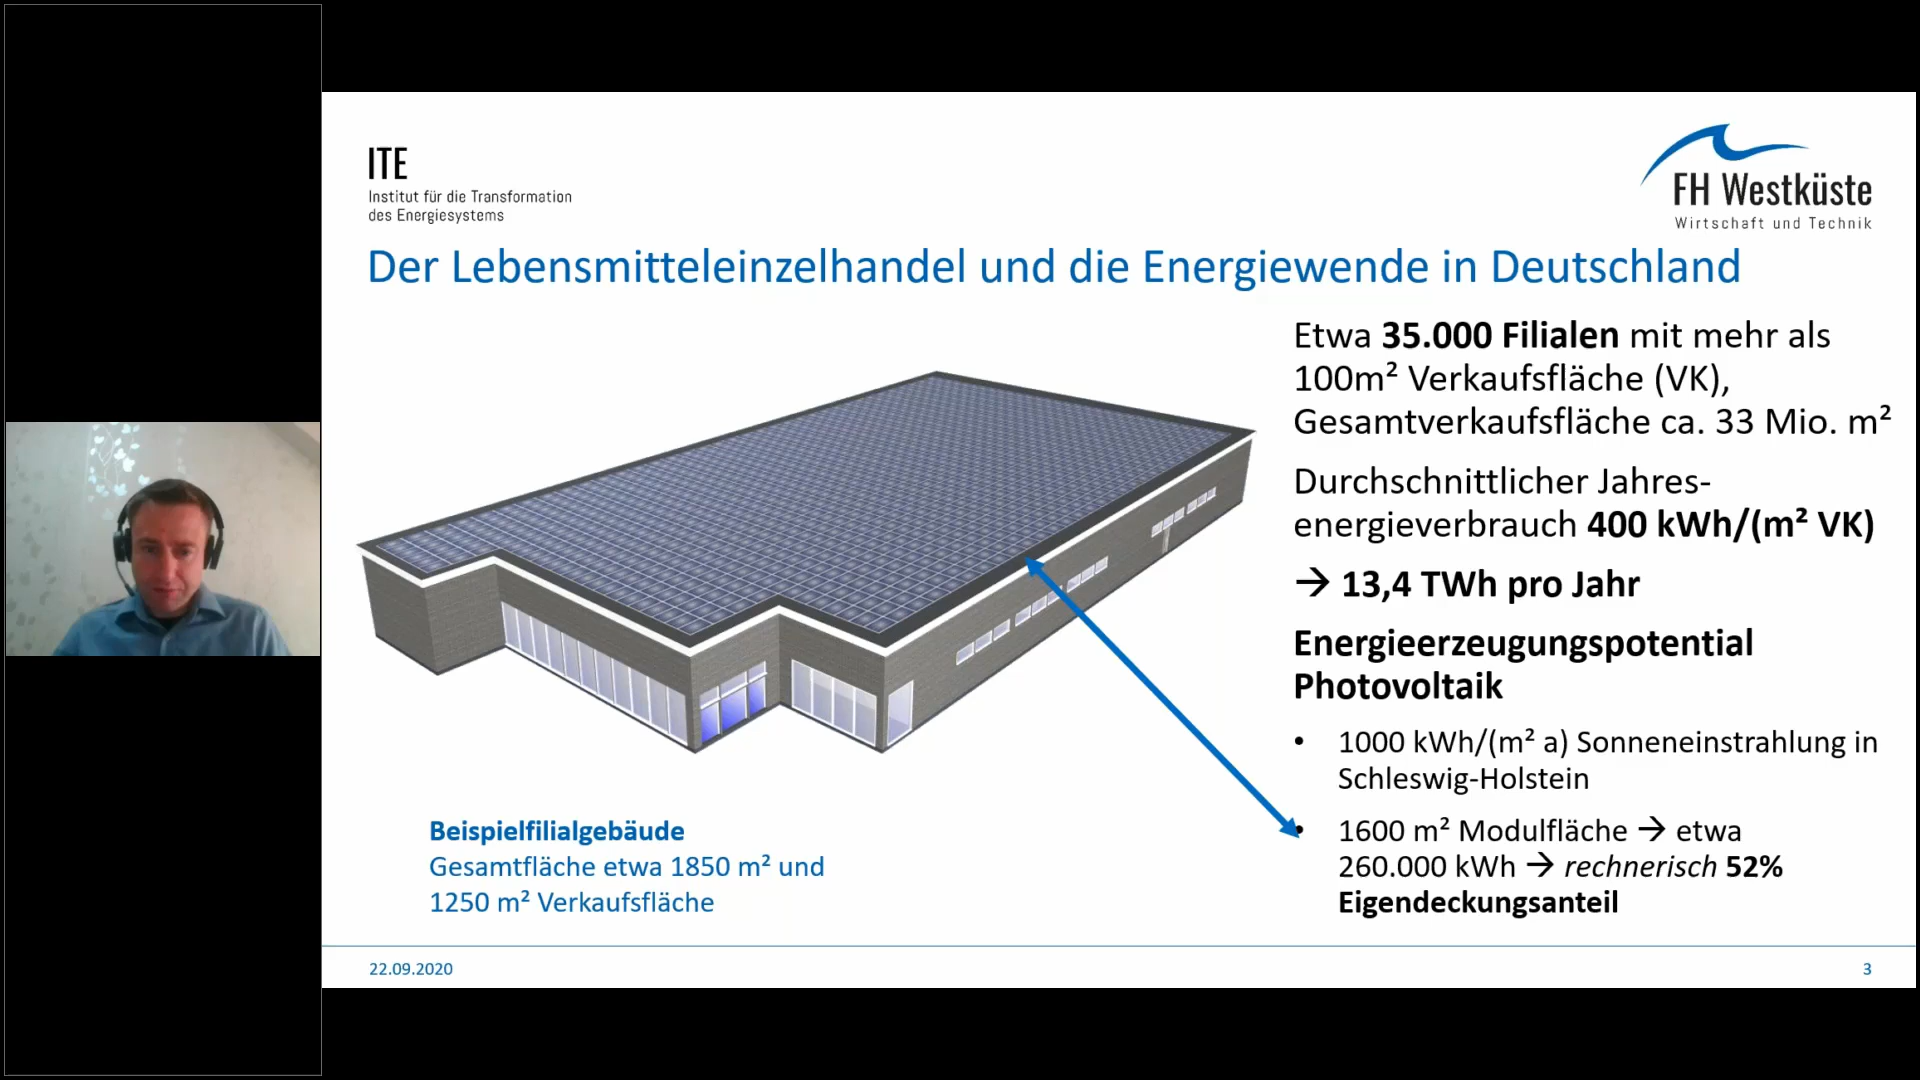 ITE
Institut für die Transformation
des Energiesystems
FH Westküste
Wirtschaft und Technik
Der Lebensmitteleinzelhandel und die Energiewende in Deutschland
Etwa 35.000 Filialen mit mehr als
100m² Verkaufsfläche (VK),
Gesamtverkaufsfläche ca. 33 Mio. m²
Durchschnittlicher Jahres-
energieverbrauch 400 kWh/(m² VK)
→ 13,4 TWh pro Jahr
Energieerzeugungspotential
Photovoltaik
• 1000 kWh/(m² a) Sonneneinstrahlung in
Schleswig-Holstein
• 1600 m² Modulfläche → etwa
260.000 kWh → rechnerisch 52%
Eigendeckungsanteil
Beispielfilialgebäude
Gesamtfläche etwa 1850 m² und
1250 m² Verkaufsfläche
22.09.2020
3